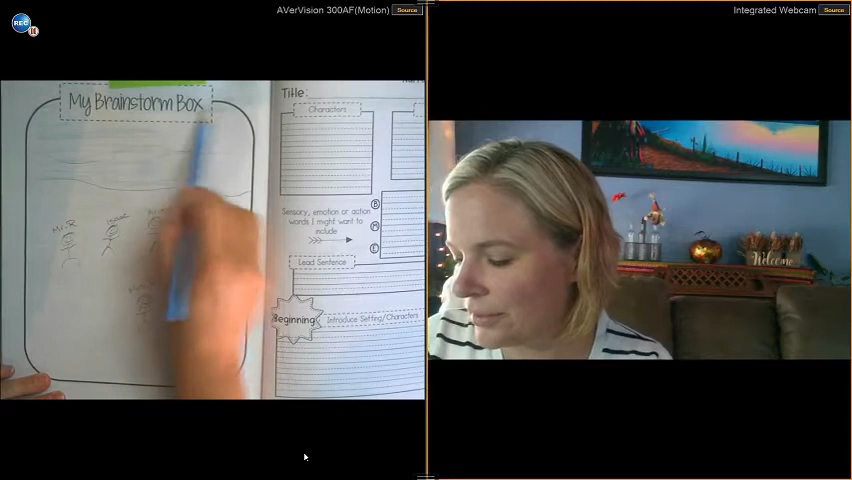 AVerVision 300AF(Motion)
Source
Integrated Webcam
Source
REC
My Brainstorm Box
Mr. R
Title:
Characters
Sensory, emotion or action
words I might want to
include
B
M
E
Lead Sentence
Beginning
Introduce Setting/Characters
Welcome